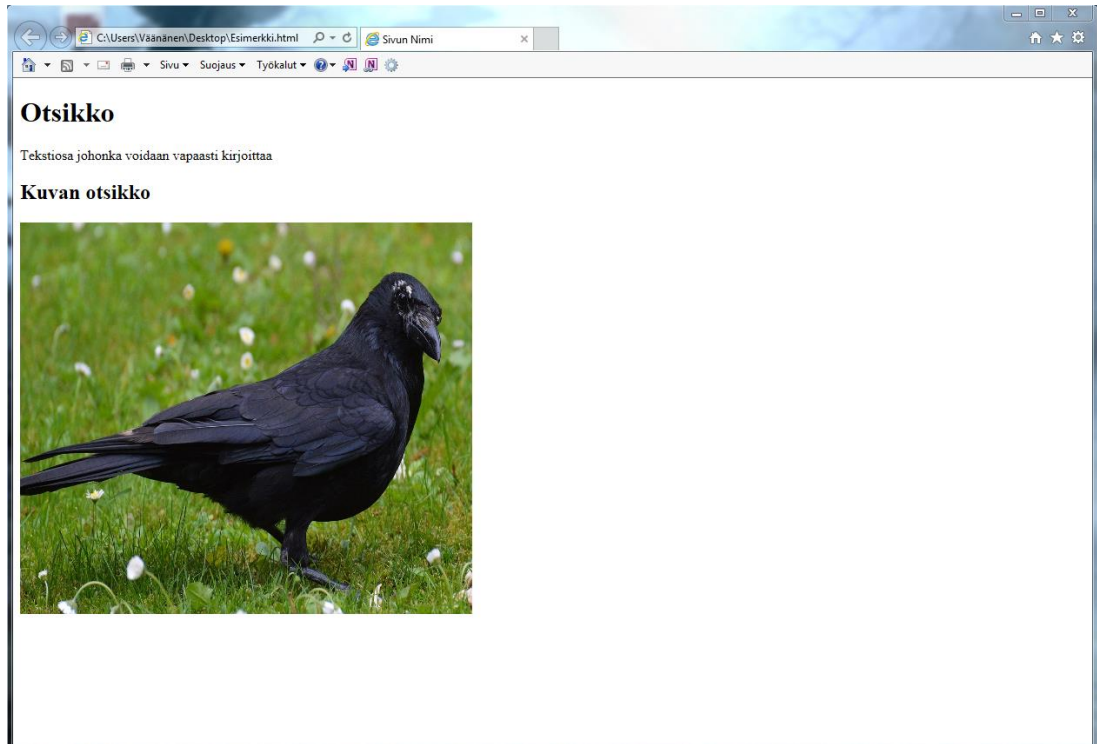 C:\Users\Väänänen\Desktop\Esimerkki.html
Sivun Nimi
Sivu Suojaus Työkalut
Otsikko
Tekstiosa johonka voidaan vapaasti kirjoittaa
Kuvan otsikko